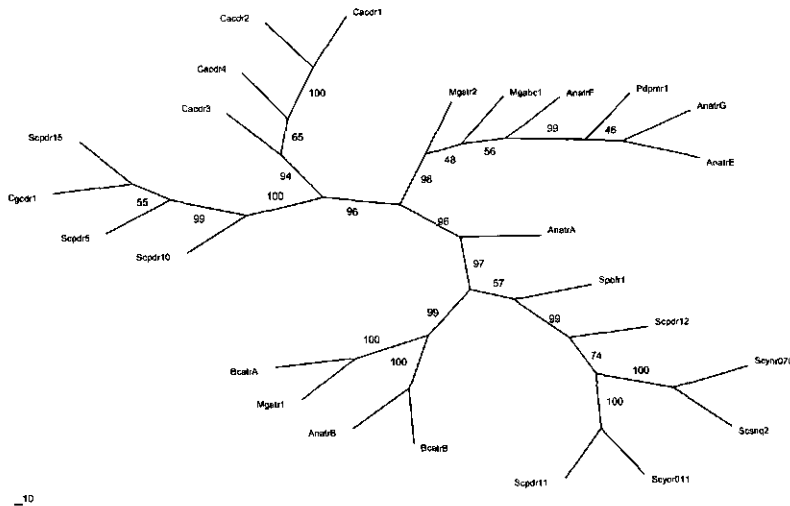 Cacdr1
Cacdr2
Cacdr4
100
Cacdr3
65
94
Scpdr15
Cgcdr1
55
Scpdr5
99
Scpdr10
100
96
Mgatr2
Mgabc1
AnatrF
Pdpmr1
AnatrG
99
46
AnatrE
48
56
98
96
AnatrA
97
57
Spbfr1
99
Scpdr12
99
74
100
100
BcatrA
Mgatr1
100
AnatrB
BcatrB
Scynr070
Scsnq2
100
Scpdr11
Scyor011
10